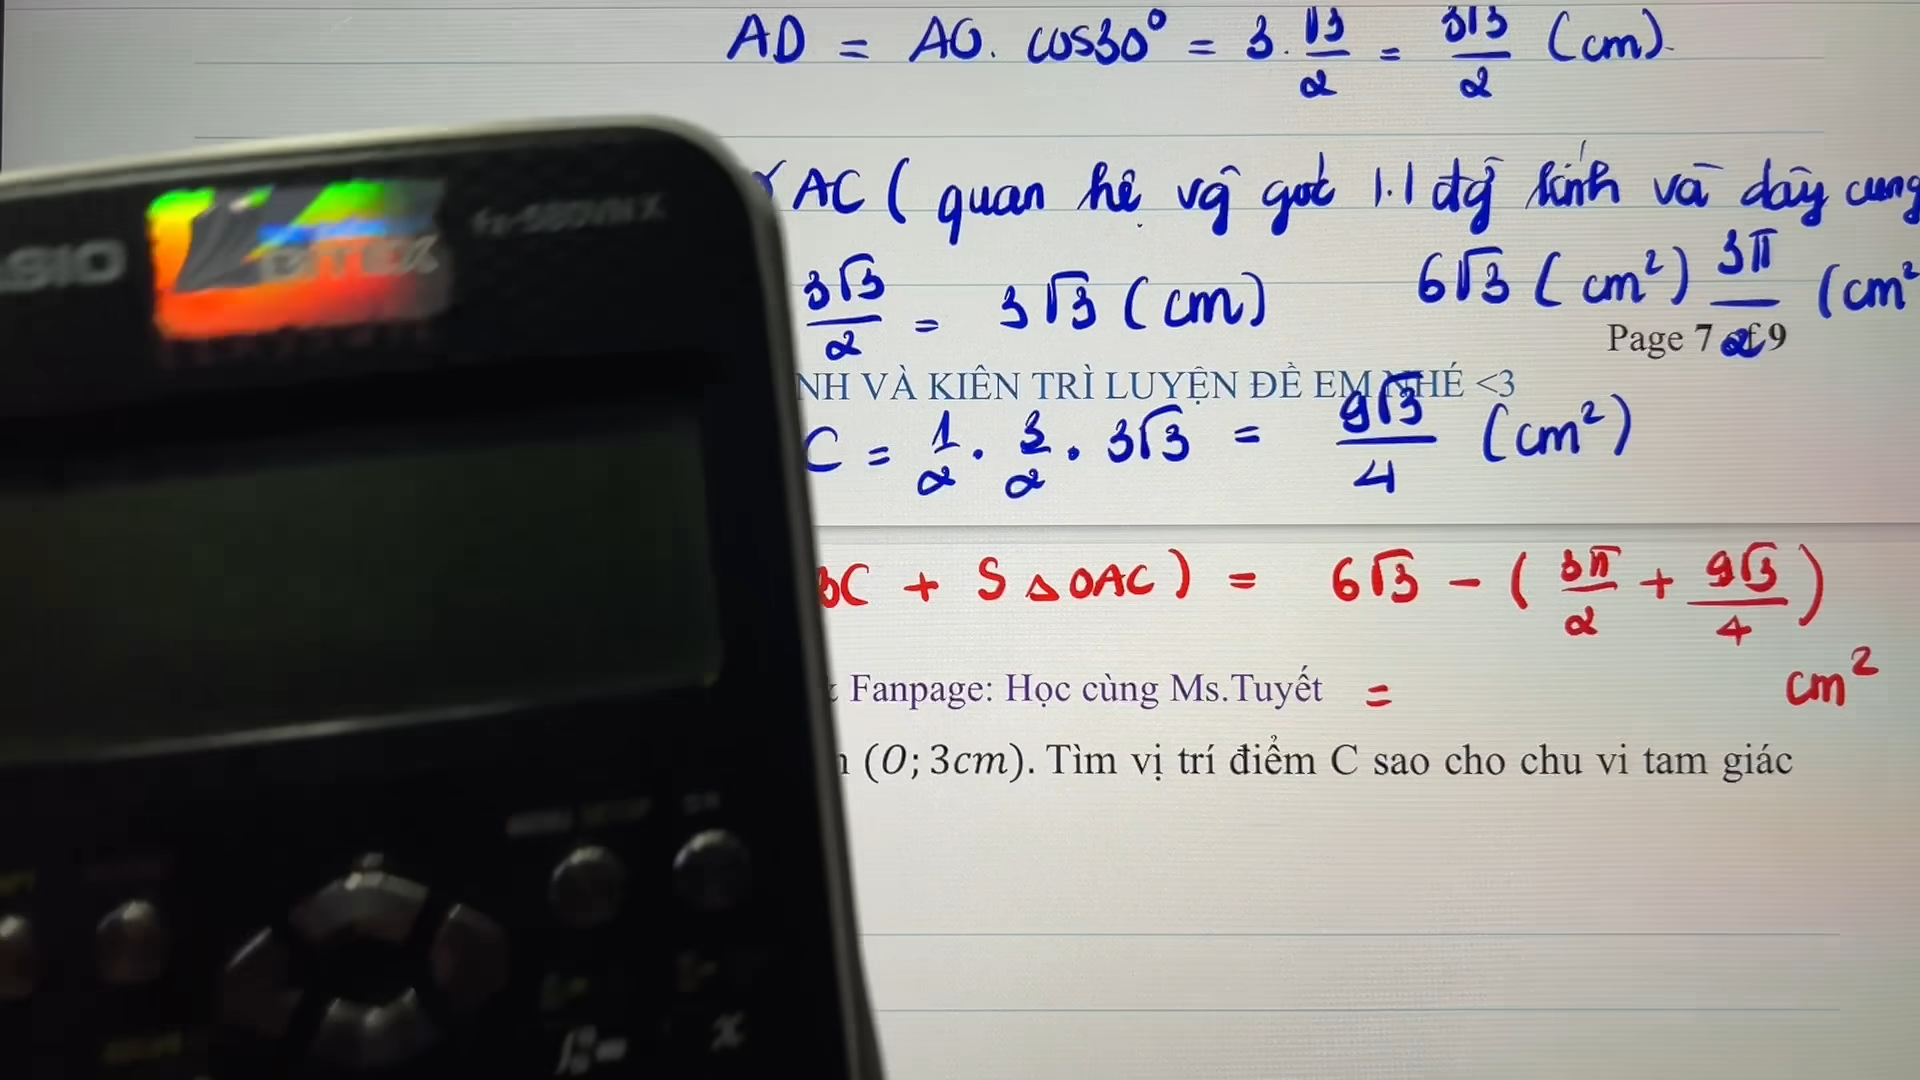 AD = AO. cos30° = 3. √3/2 = 3√3/2 (cm).
AC ( quan hệ vg góc 1.1 đg kính và dây cung
3√3/2 = 3√3 (cm)
6√3 (cm²) 3π/2 (cm²
Page 7 of 9
NH VÀ KIÊN TRÌ LUYỆN ĐỀ EM NHÉ <3
C = 1/2 . 3/2 . 3√3 = 9√3/4 (cm²)
BC + S△OAC) = 6√3 - (3π/2 + 9√3/4)
Fanpage: Học cùng Ms.Tuyết = cm²
(O; 3cm). Tìm vị trí điểm C sao cho chu vi tam giác
ASIO
fx-580VN X
x